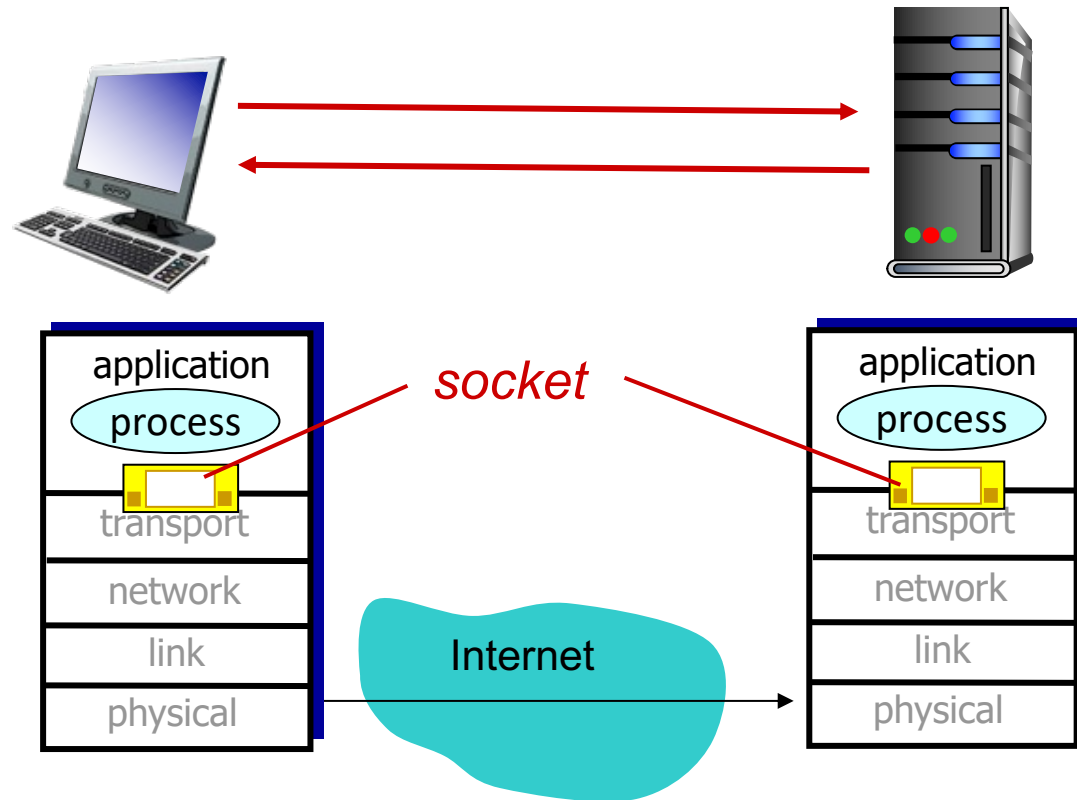 application
process
transport
network
link
physical
socket
Internet
application
process
transport
network
link
physical